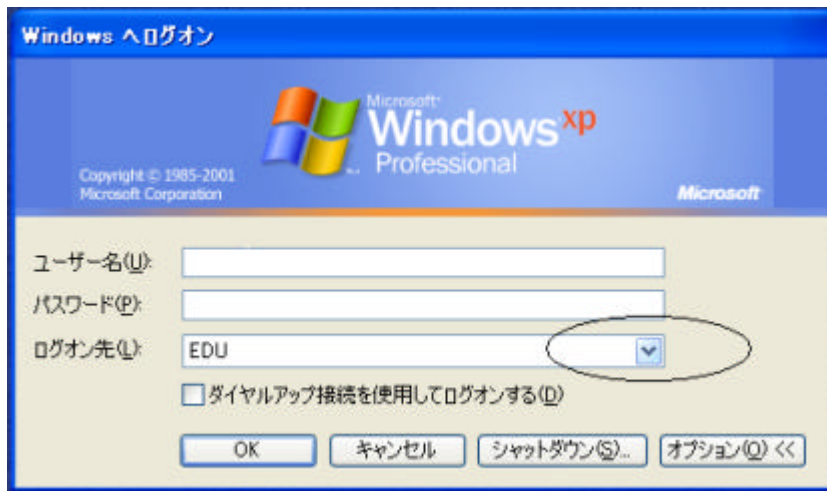 Windows へログオン
Microsoft
Windows xp
Professional
Copyright © 1985-2001
Microsoft Corporation
Microsoft
ユーザー名(U):
パスワード(P):
ログオン先(L):
EDU
ダイヤルアップ接続を使用してログオンする(D)
OK キャンセル シャットダウン(S)... オプション(O) <<